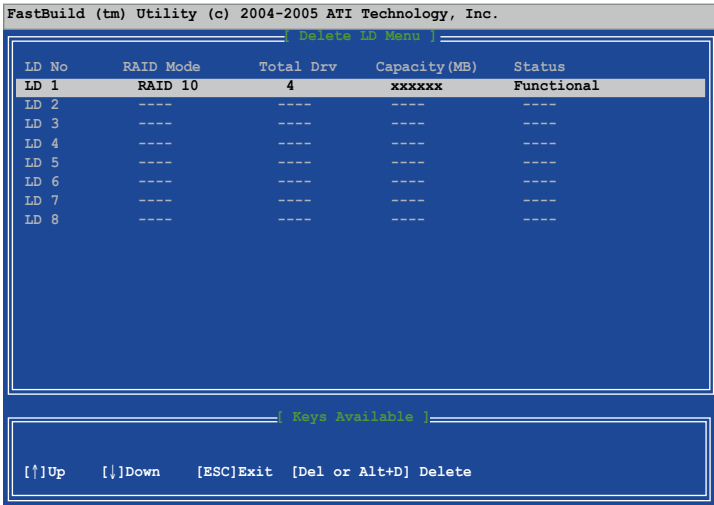 FastBuild (tm) Utility (c) 2004-2005 ATI Technology, Inc.
[ Delete LD Menu ]
LD No RAID Mode Total Drv Capacity(MB) Status
LD 1 RAID 10 4 xxxxxx Functional
LD 2 ---- ---- ---- ----
LD 3 ---- ---- ---- ----
LD 4 ---- ---- ---- ----
LD 5 ---- ---- ---- ----
LD 6 ---- ---- ---- ----
LD 7 ---- ---- ---- ----
LD 8 ---- ---- ---- ----
[ Keys Available ]
[↑]Up [↓]Down [ESC]Exit [Del or Alt+D] Delete